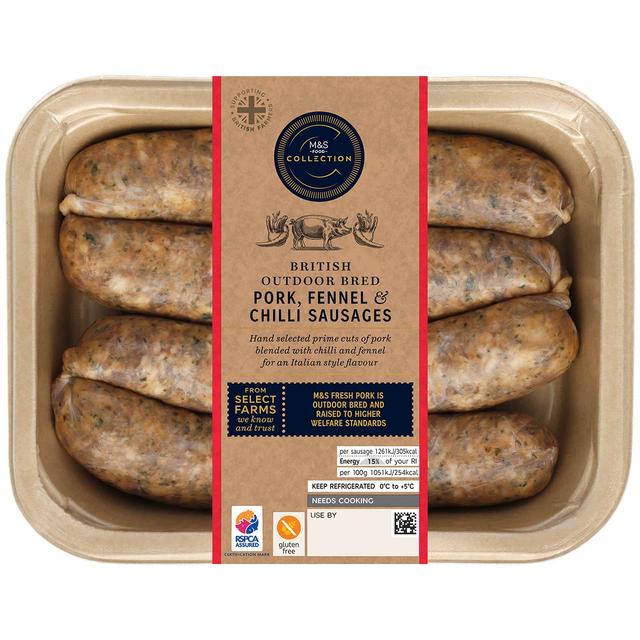 SUPPORTING
BRITISH FARMERS
M&S
-FOOD-
COLLECTION
BRITISH
OUTDOOR BRED
PORK, FENNEL &
CHILLI SAUSAGES
Hand selected prime cuts of pork
blended with chilli and fennel
for an Italian style flavour
FROM
SELECT
FARMS
we know
and trust
M&S FRESH PORK IS
OUTDOOR BRED AND
RAISED TO HIGHER
WELFARE STANDARDS
per sausage 1261kJ/305kcal
Energy 15% of your RI
per 100g 1051kJ/254kcal
KEEP REFRIGERATED 0°C to +5°C
NEEDS COOKING
USE BY
RSPCA
ASSURED
CERTIFICATION MARK
gluten
free